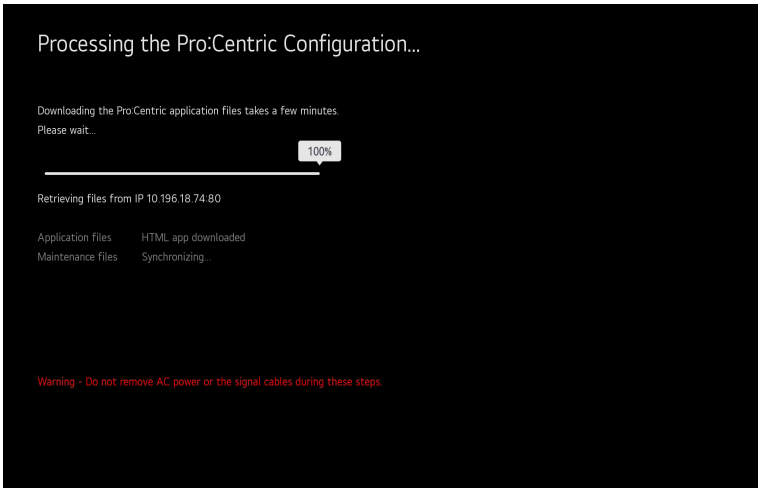 Processing the Pro:Centric Configuration...
Downloading the Pro:Centric application files takes a few minutes.
Please wait...
100%
Retrieving files from IP 10.196.18.74:80
Application files HTML app downloaded
Maintenance files Synchronizing...
Warning - Do not remove AC power or the signal cables during these steps.